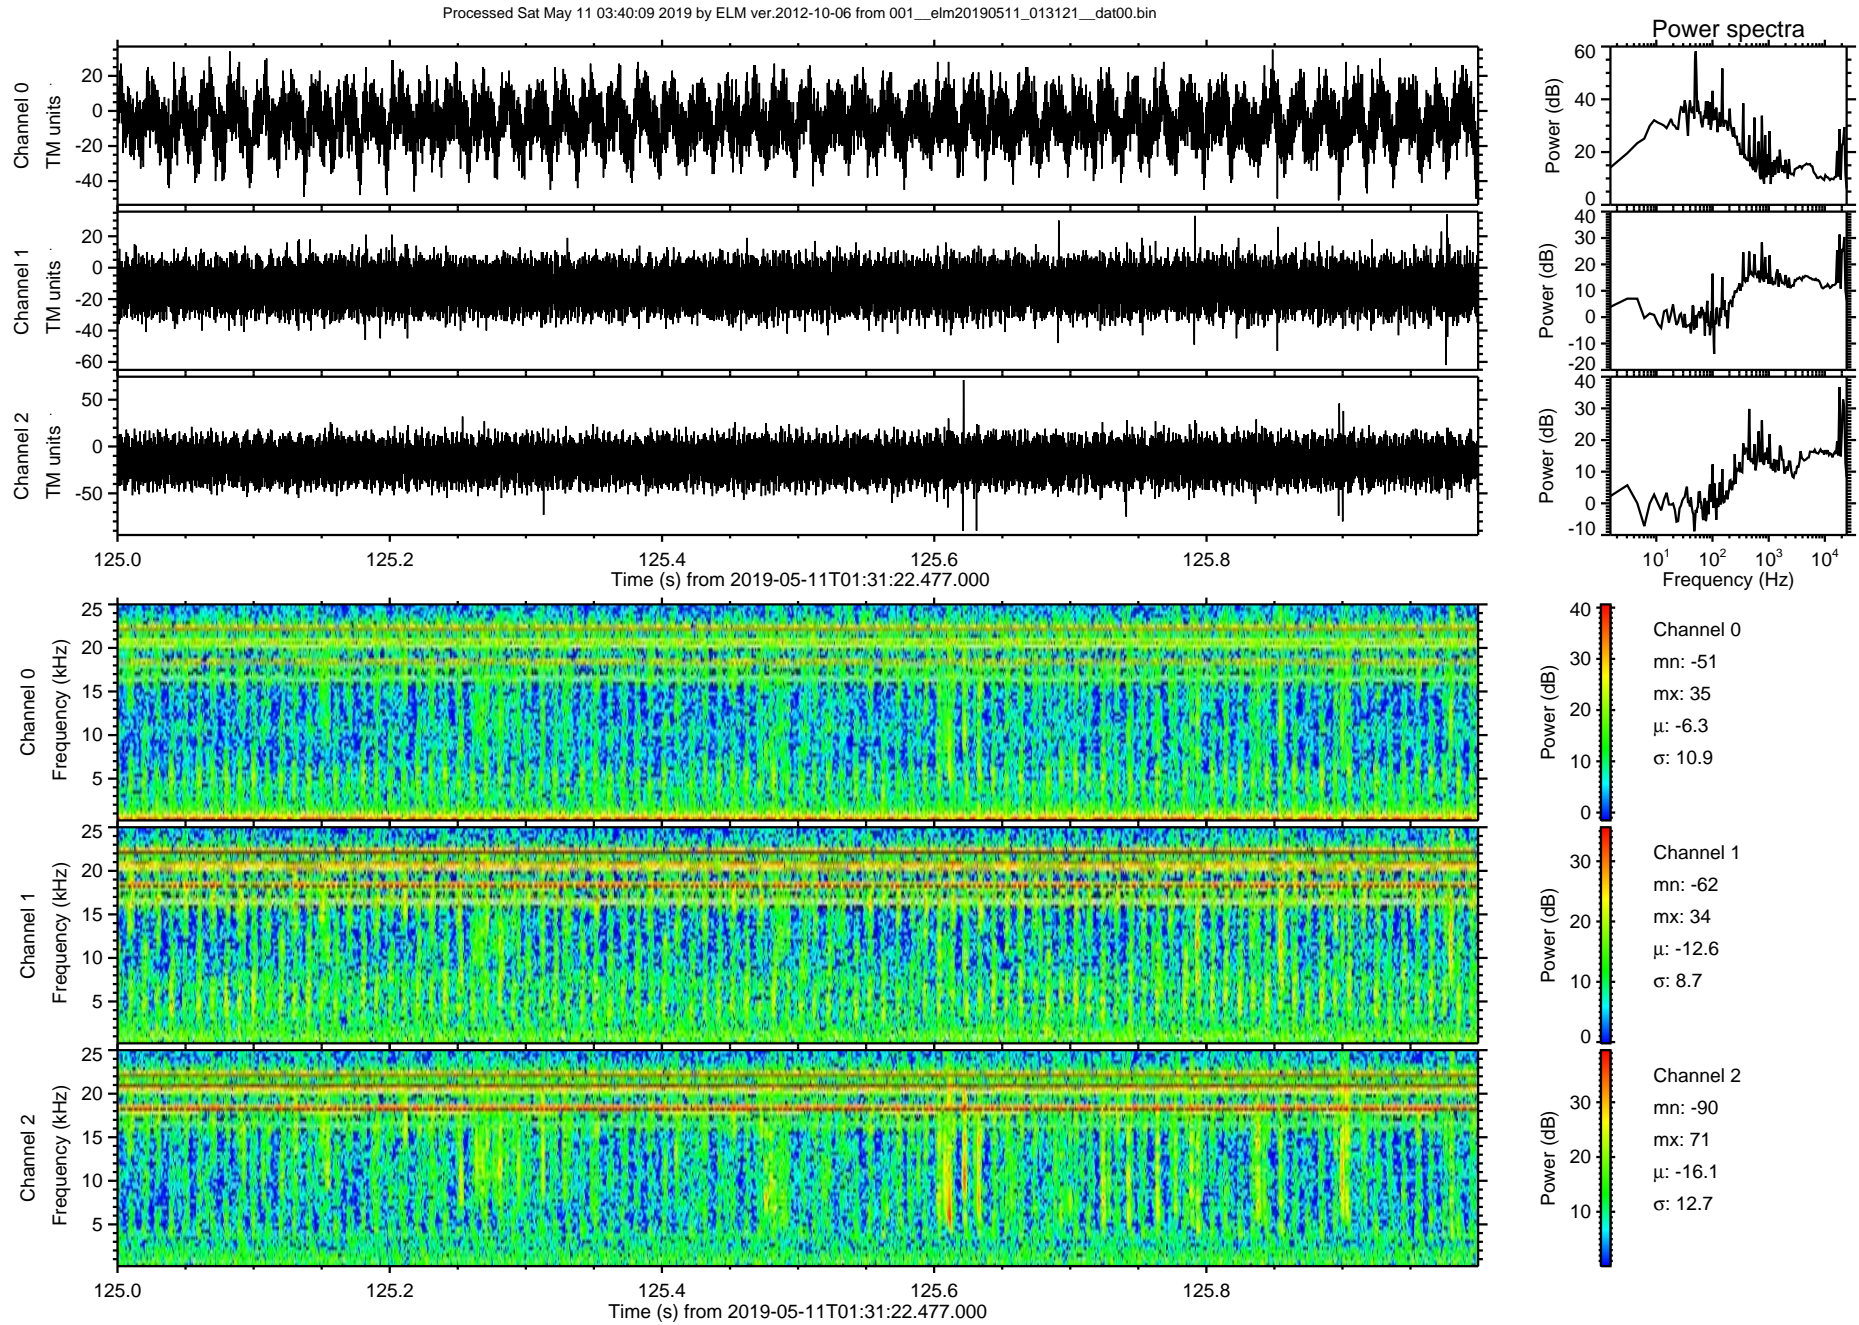 Processed Sat May 11 03:40:09 2019 by ELM ver.2012-10-06 from 001__elm20190511_013121__dat00.bin
Power spectra
Channel 0
TM units
20
0
-20
-40
Power (dB)
60
40
20
0
Channel 1
TM units
20
0
-20
-40
-60
Power (dB)
40
30
20
10
0
-10
-20
Channel 2
TM units
50
0
-50
Power (dB)
40
30
20
10
0
-10
125.0 125.2 125.4 125.6 125.8
Time (s) from 2019-05-11T01:31:22.477.000
10^1 10^2 10^3 10^4
Frequency (Hz)
Channel 0
Frequency (kHz)
25
20
15
10
5
Power (dB)
40
30
20
10
0
Channel 0
mn: -51
mx: 35
μ: -6.3
σ: 10.9
Channel 1
Frequency (kHz)
25
20
15
10
5
Power (dB)
30
20
10
0
Channel 1
mn: -62
mx: 34
μ: -12.6
σ: 8.7
Channel 2
Frequency (kHz)
25
20
15
10
5
Power (dB)
30
20
10
Channel 2
mn: -90
mx: 71
μ: -16.1
σ: 12.7
125.0 125.2 125.4 125.6 125.8
Time (s) from 2019-05-11T01:31:22.477.000